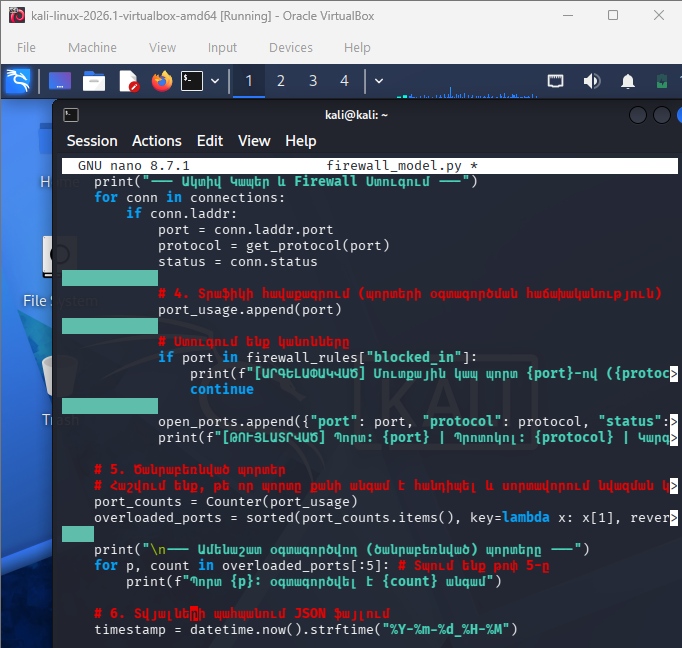 kali-linux-2026.1-virtualbox-amd64 [Running] - Oracle VirtualBox
File Machine View Input Devices Help
1 2 3 4
kali@kali: ~
Session Actions Edit View Help
GNU nano 8.7.1 firewall_model.py *
print("--- Ակտիվ Կապեր և Firewall Ստուգում ---")
for conn in connections:
if conn.laddr:
port = conn.laddr.port
protocol = get_protocol(port)
status = conn.status
# 4. Տրաֆիկի հավաքագրում (պորտերի օգտագործման հաճախականություն)
port_usage.append(port)
# Ստուգում ենք կանոնները
if port in firewall_rules["blocked_in"]:
print(f"[ԱՐԳԵԼԱՓԱԿՎԱԾ] Մուտքային կապ պորտ {port}-ով ({protoc>
continue
open_ports.append({"port": port, "protocol": protocol, "status":>
print(f"[ԹՈՒՅԼԱՏՐՎԱԾ] Պորտ: {port} | Պրոտոկոլ: {protocol} | Կարգ>
# 5. Ծանրաբեռնված պորտեր
# Հաշվում ենք, թե որ պորտը քանի անգամ է հանդիպել և սորտավորում նվազման կ>
port_counts = Counter(port_usage)
overloaded_ports = sorted(port_counts.items(), key=lambda x: x[1], rever>
print("\n--- Ամենաշատ օգտագործվող (ծանրաբեռնված) պորտերը ---")
for p, count in overloaded_ports[:5]: # Տպում ենք թոփ 5-ը
print(f"Պորտ {p}: օգտագործվել է {count} անգամ")
# 6. Տվյալների պահպանում JSON ֆայլում
timestamp = datetime.now().strftime("%Y-%m-%d_%H-%M")
File System
Trash
KALI